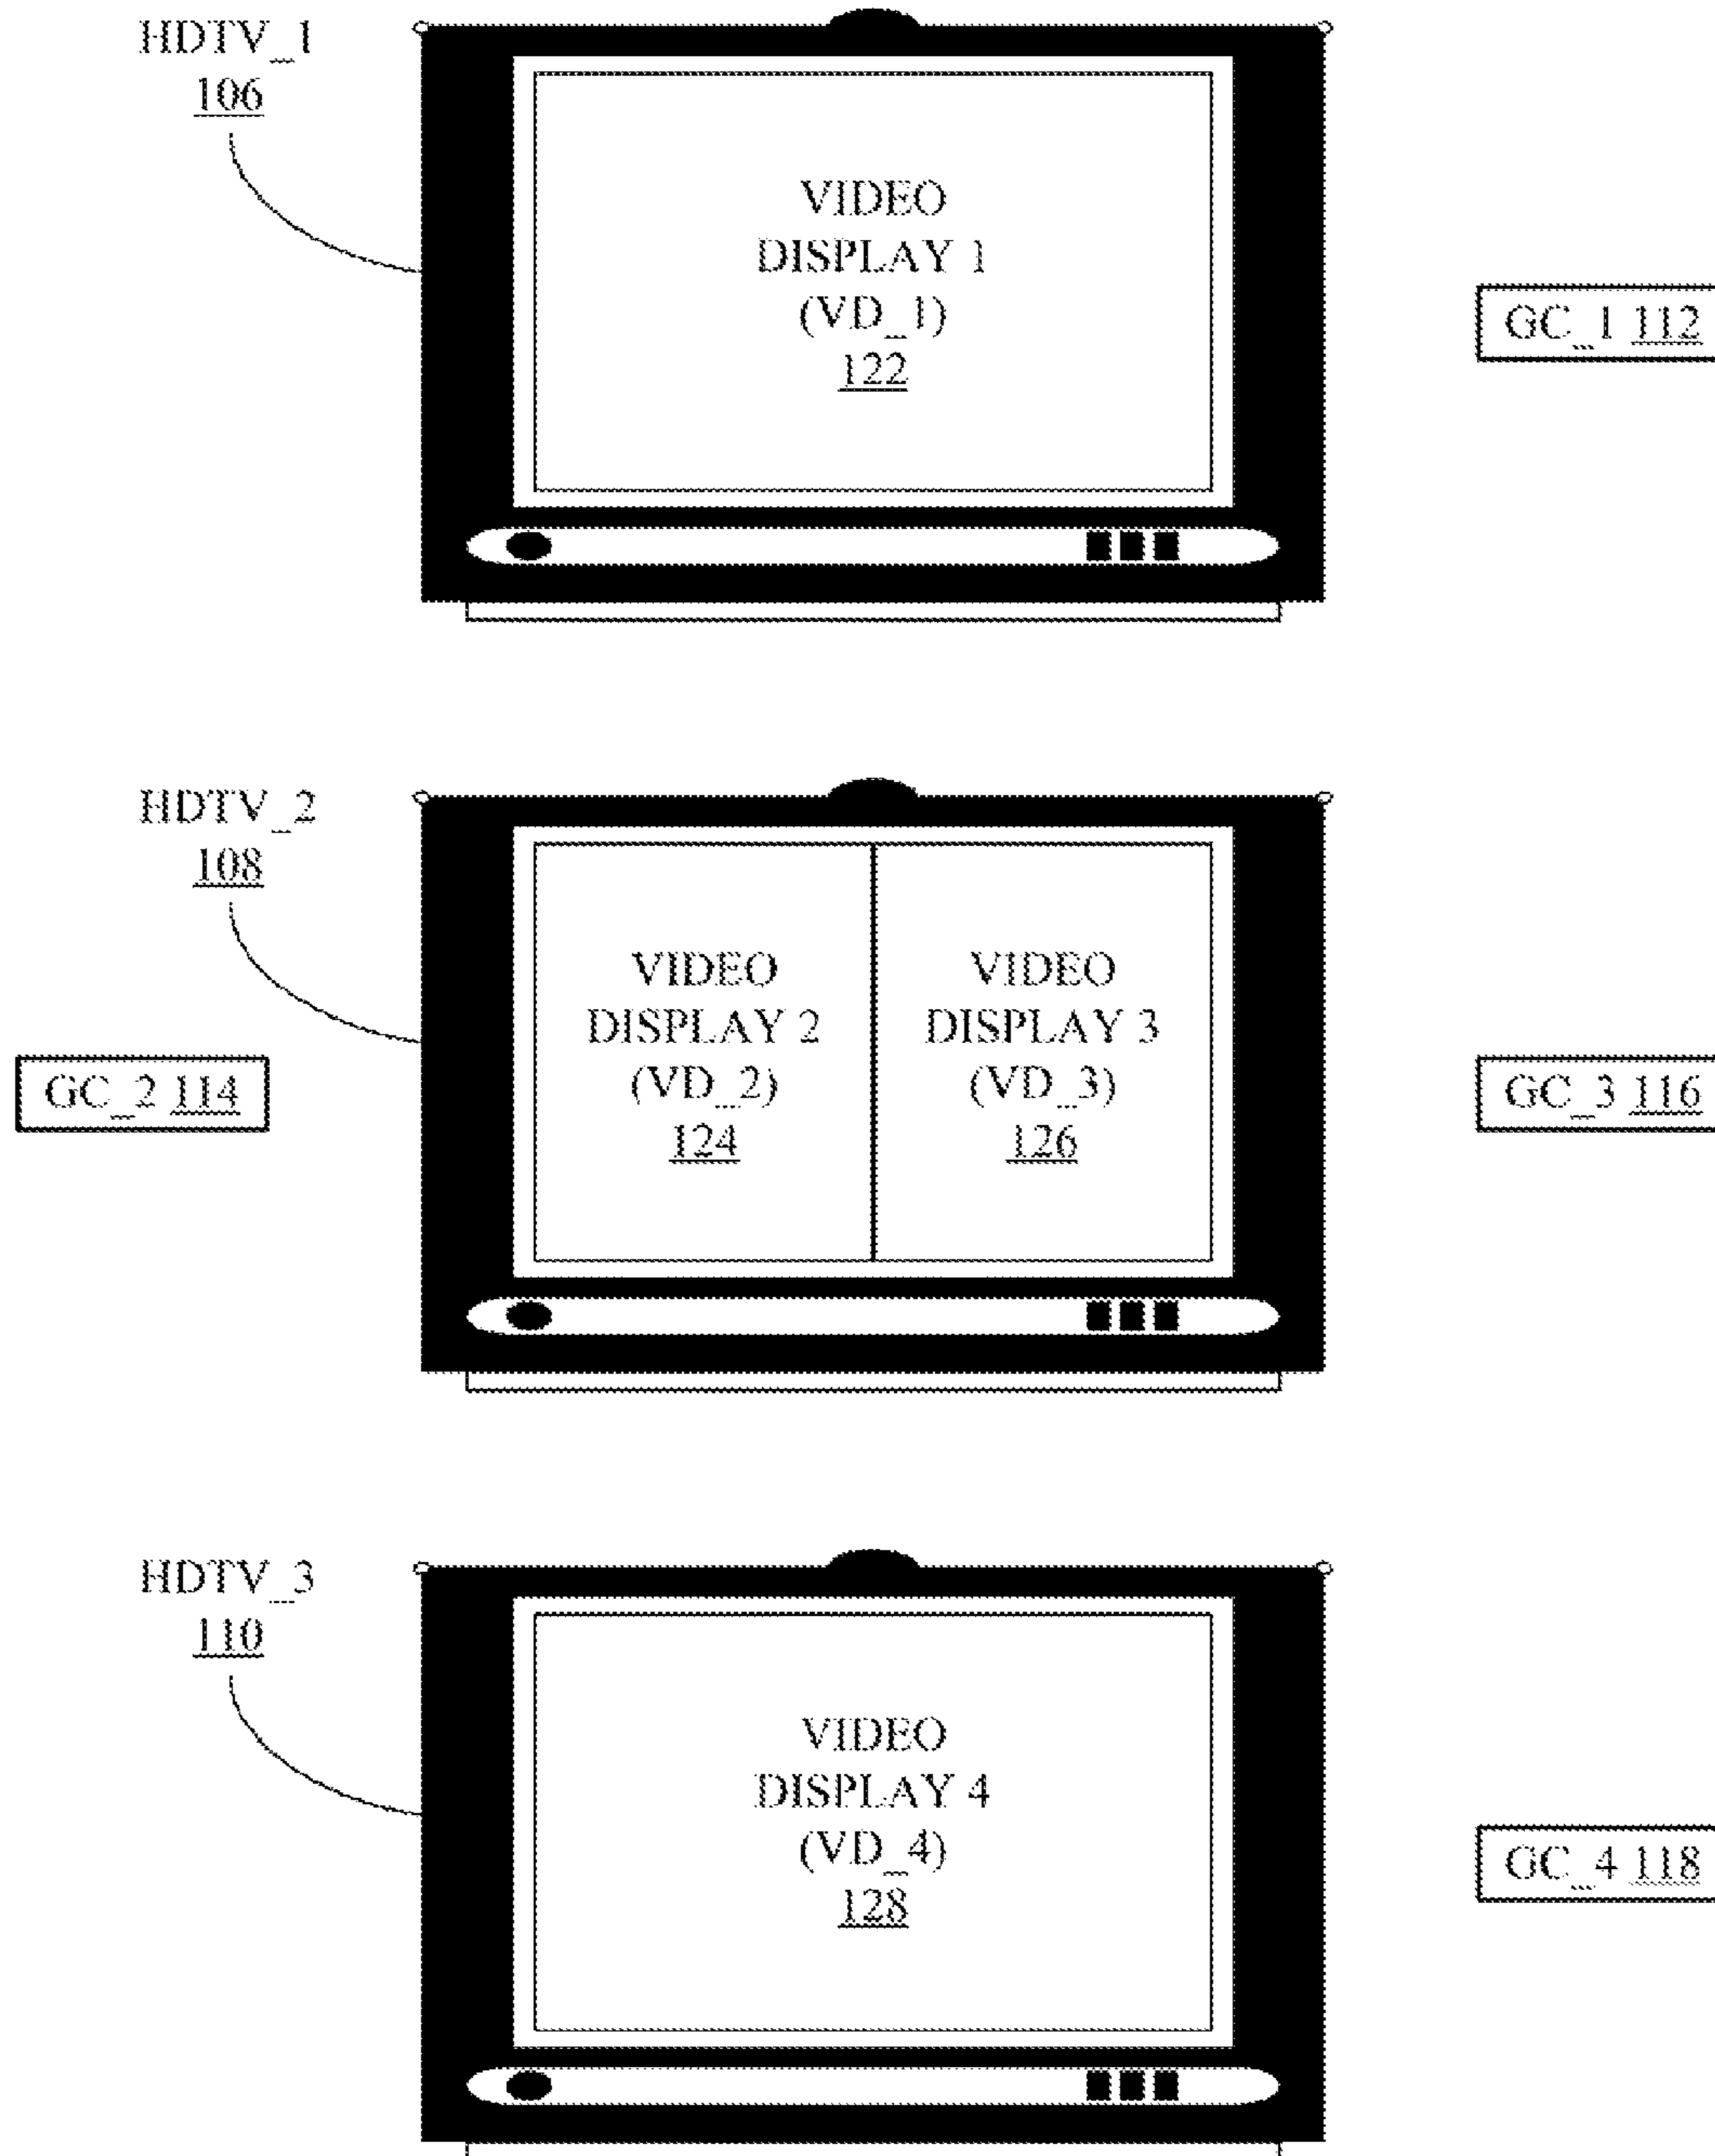 HDTV_1
106
VIDEO
DISPLAY 1
(VD_1)
122
GC_1 112
HDTV_2
108
VIDEO
DISPLAY 2
(VD_2)
124
VIDEO
DISPLAY 3
(VD_3)
126
GC_2 114
GC_3 116
HDTV_3
110
VIDEO
DISPLAY 4
(VD_4)
128
GC_4 118